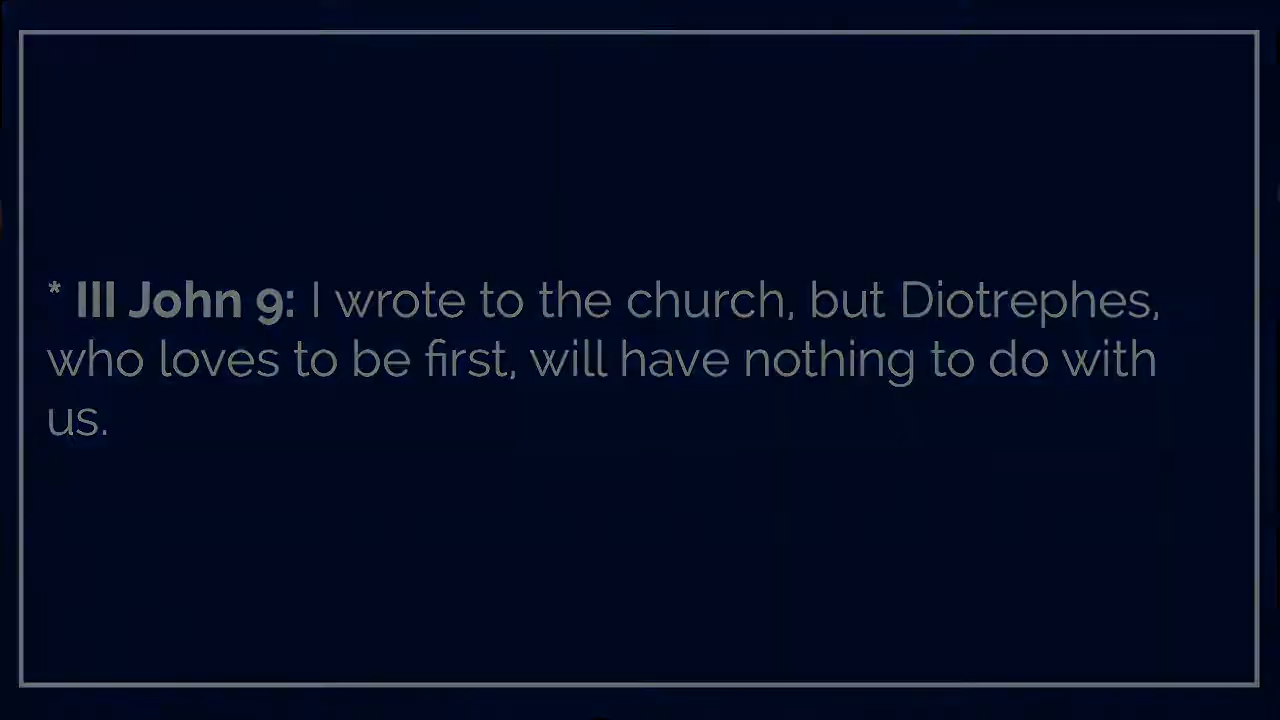 * III John 9: I wrote to the church, but Diotrephes,
who loves to be first, will have nothing to do with
us.